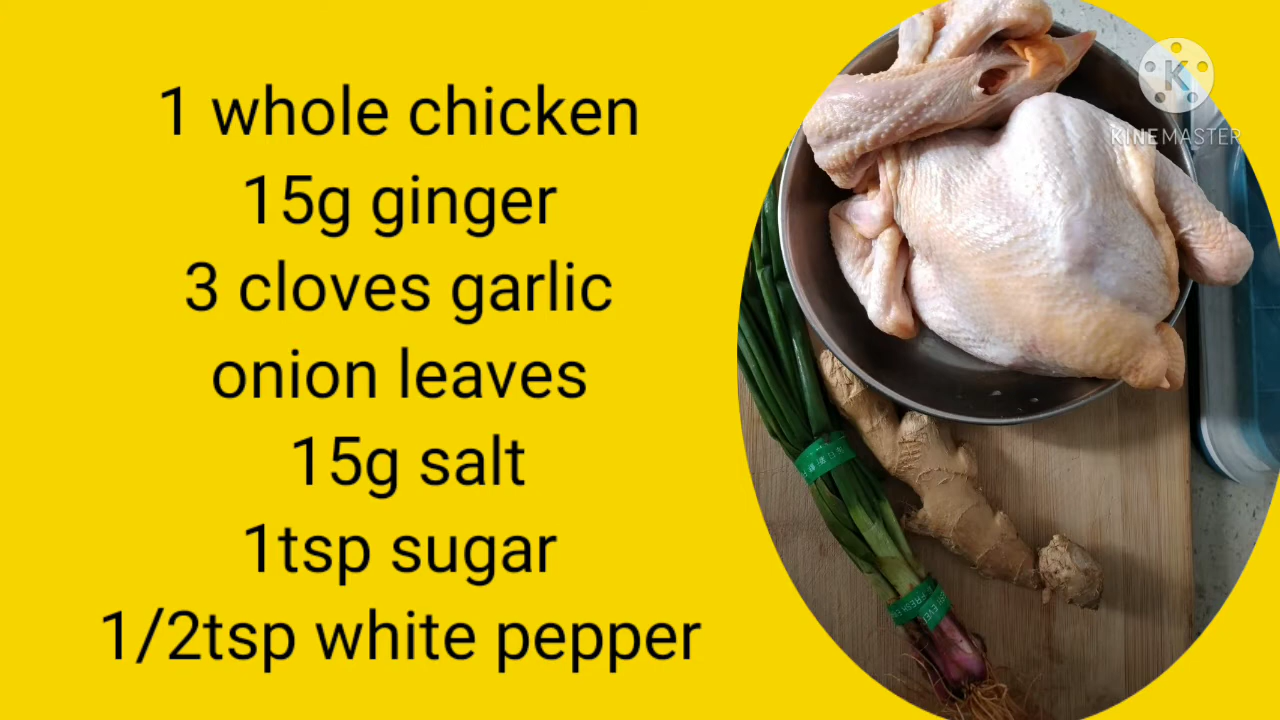 1 whole chicken
15g ginger
3 cloves garlic
onion leaves
15g salt
1tsp sugar
1/2tsp white pepper
K
KINEMASTER